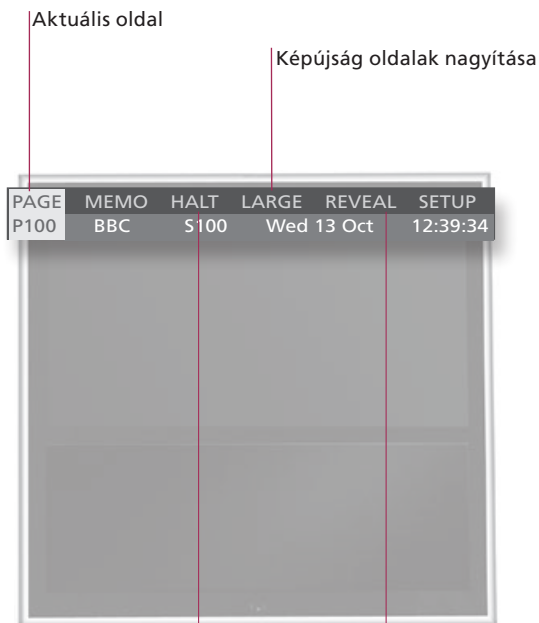 Aktuális oldal
Képújság oldalak nagyítása
PAGE MEMO HALT LARGE REVEAL SETUP
P100 BBC S100 Wed 13 Oct 12:39:34